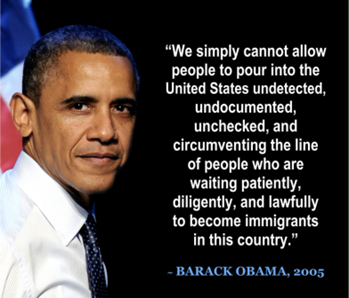 “We simply cannot allow
people to pour into the
United States undetected,
undocumented,
unchecked, and
circumventing the line
of people who are
waiting patiently,
diligently, and lawfully
to become immigrants
in this country.”
- BARACK OBAMA, 2005